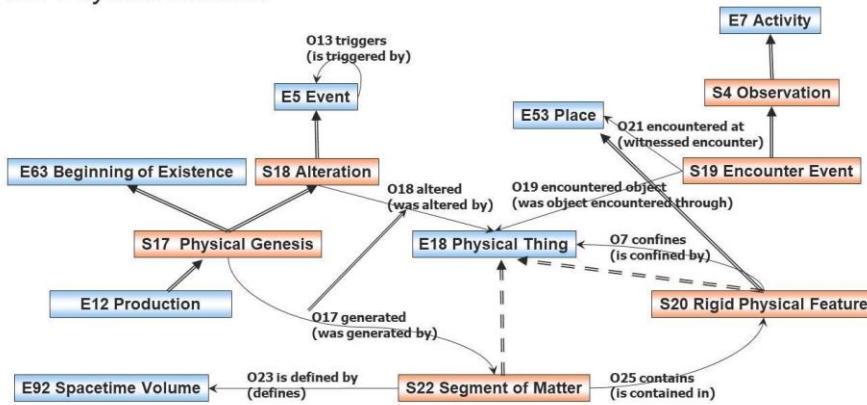 E7 Activity
O13 triggers
(is triggered by)
E5 Event
S4 Observation
E53 Place
O21 encountered at
(witnessed encounter)
E63 Beginning of Existence
S18 Alteration
S19 Encounter Event
O18 altered
(was altered by)
O19 encountered object
(was object encountered through)
S17 Physical Genesis
E18 Physical Thing
O7 confines
(is confined by)
E12 Production
S20 Rigid Physical Feature
O17 generated
(was generated by)
O23 is defined by
(defines)
O25 contains
(is contained in)
E92 Spacetime Volume
S22 Segment of Matter